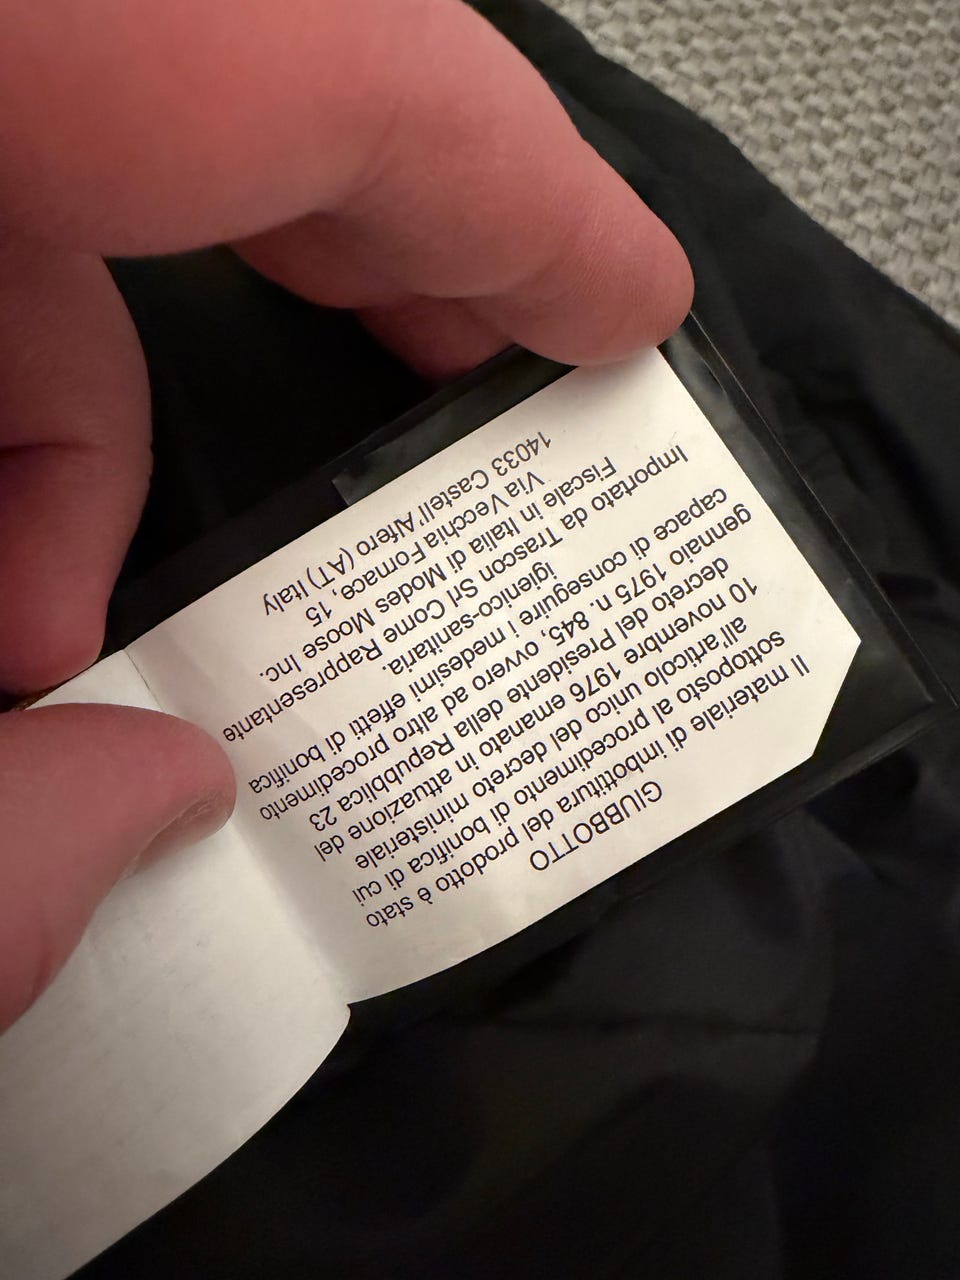 GIUBBOTTO
Il materiale di imbottitura del prodotto è stato
sottoposto al procedimento di bonifica di cui
all'articolo unico del decreto ministeriale
10 novembre 1976 emanato in attuazione del
decreto del Presidente della Repubblica 23
gennaio 1975 n. 845, ovvero ad altro procedimento
capace di conseguire i medesimi effetti di bonifica
igienico-sanitaria.
Importato da Trascon Srl Come Rappresentante
Fiscale in Italia di Modes Moose Inc.
Via Vecchia Fornace, 15
14033 Castell'Alfero (AT) Italy